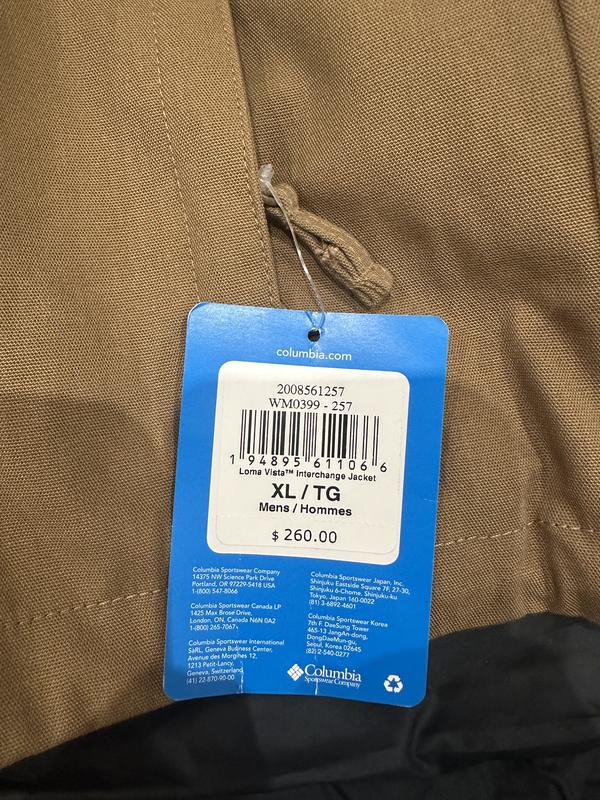 columbia.com
2008561257
WM0399 - 257
1 94895 61106 6
Loma Vista™ Interchange Jacket
XL / TG
Mens / Hommes
$ 260.00
Columbia Sportswear Company
14375 NW Science Park Drive
Portland, OR 97229-5418 USA
1-(800) 547-8066
Columbia Sportswear Canada LP
1425 Max Brose Drive,
London, ON, Canada N6N 0A2
1-(800) 265-7067
Columbia Sportswear International
SàRL, Geneva Business Center,
Avenue des Morgines 12,
1213 Petit-Lancy,
Geneva, Switzerland
(41) 22-870-90-00
Columbia Sportswear Japan, Inc.
Shinjuku Eastside Square 7F, 27-30,
Shinjuku 6-Chome, Shinjuku-ku
Tokyo, Japan 160-0022
(81) 3-6892-4601
Columbia Sportswear Korea
7th F. DaeSung Tower
465-13 JangAn-dong,
DongDaeMun-gu,
Seoul, Korea 02645
(82) 2-540-0277
Columbia
Sportswear Company